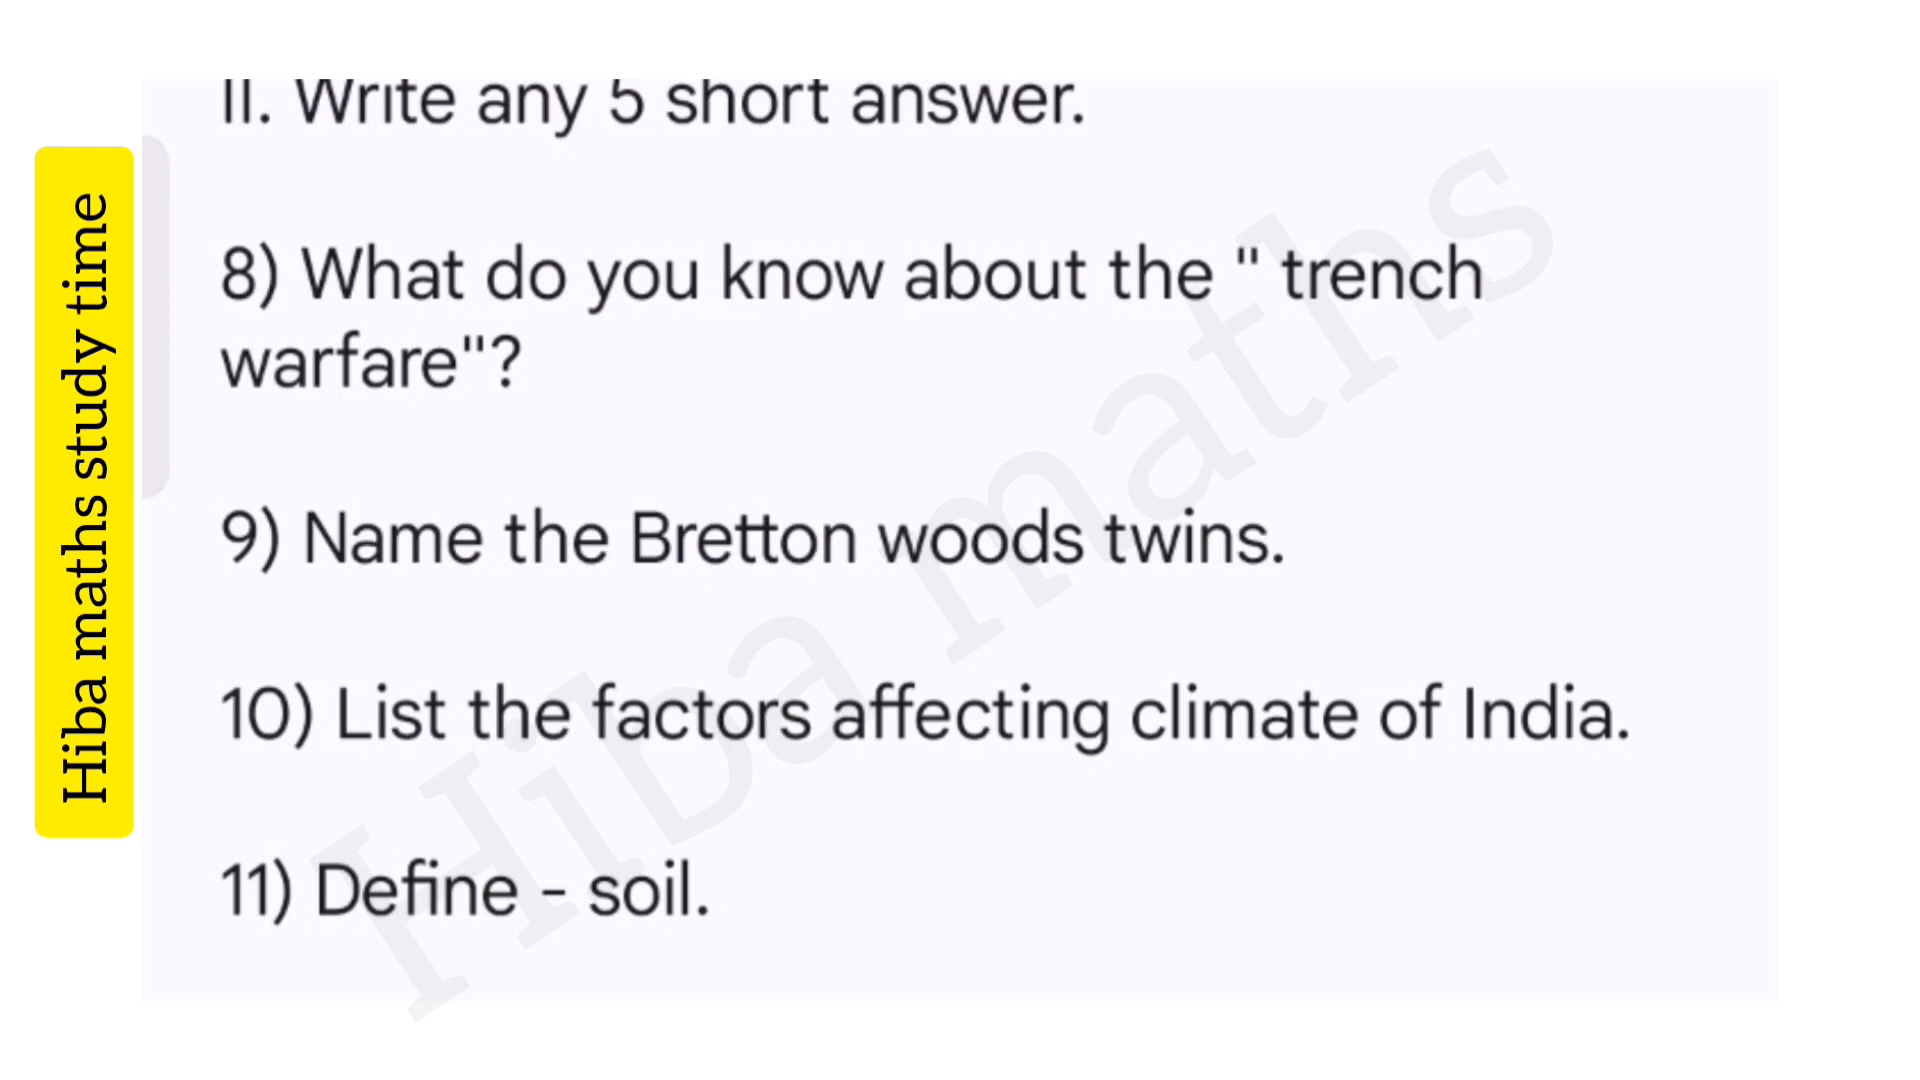 Hiba maths study time
II. Write any 5 short answer.
8) What do you know about the " trench
warfare"?
9) Name the Bretton woods twins.
10) List the factors affecting climate of India.
11) Define - soil.
Hiba maths